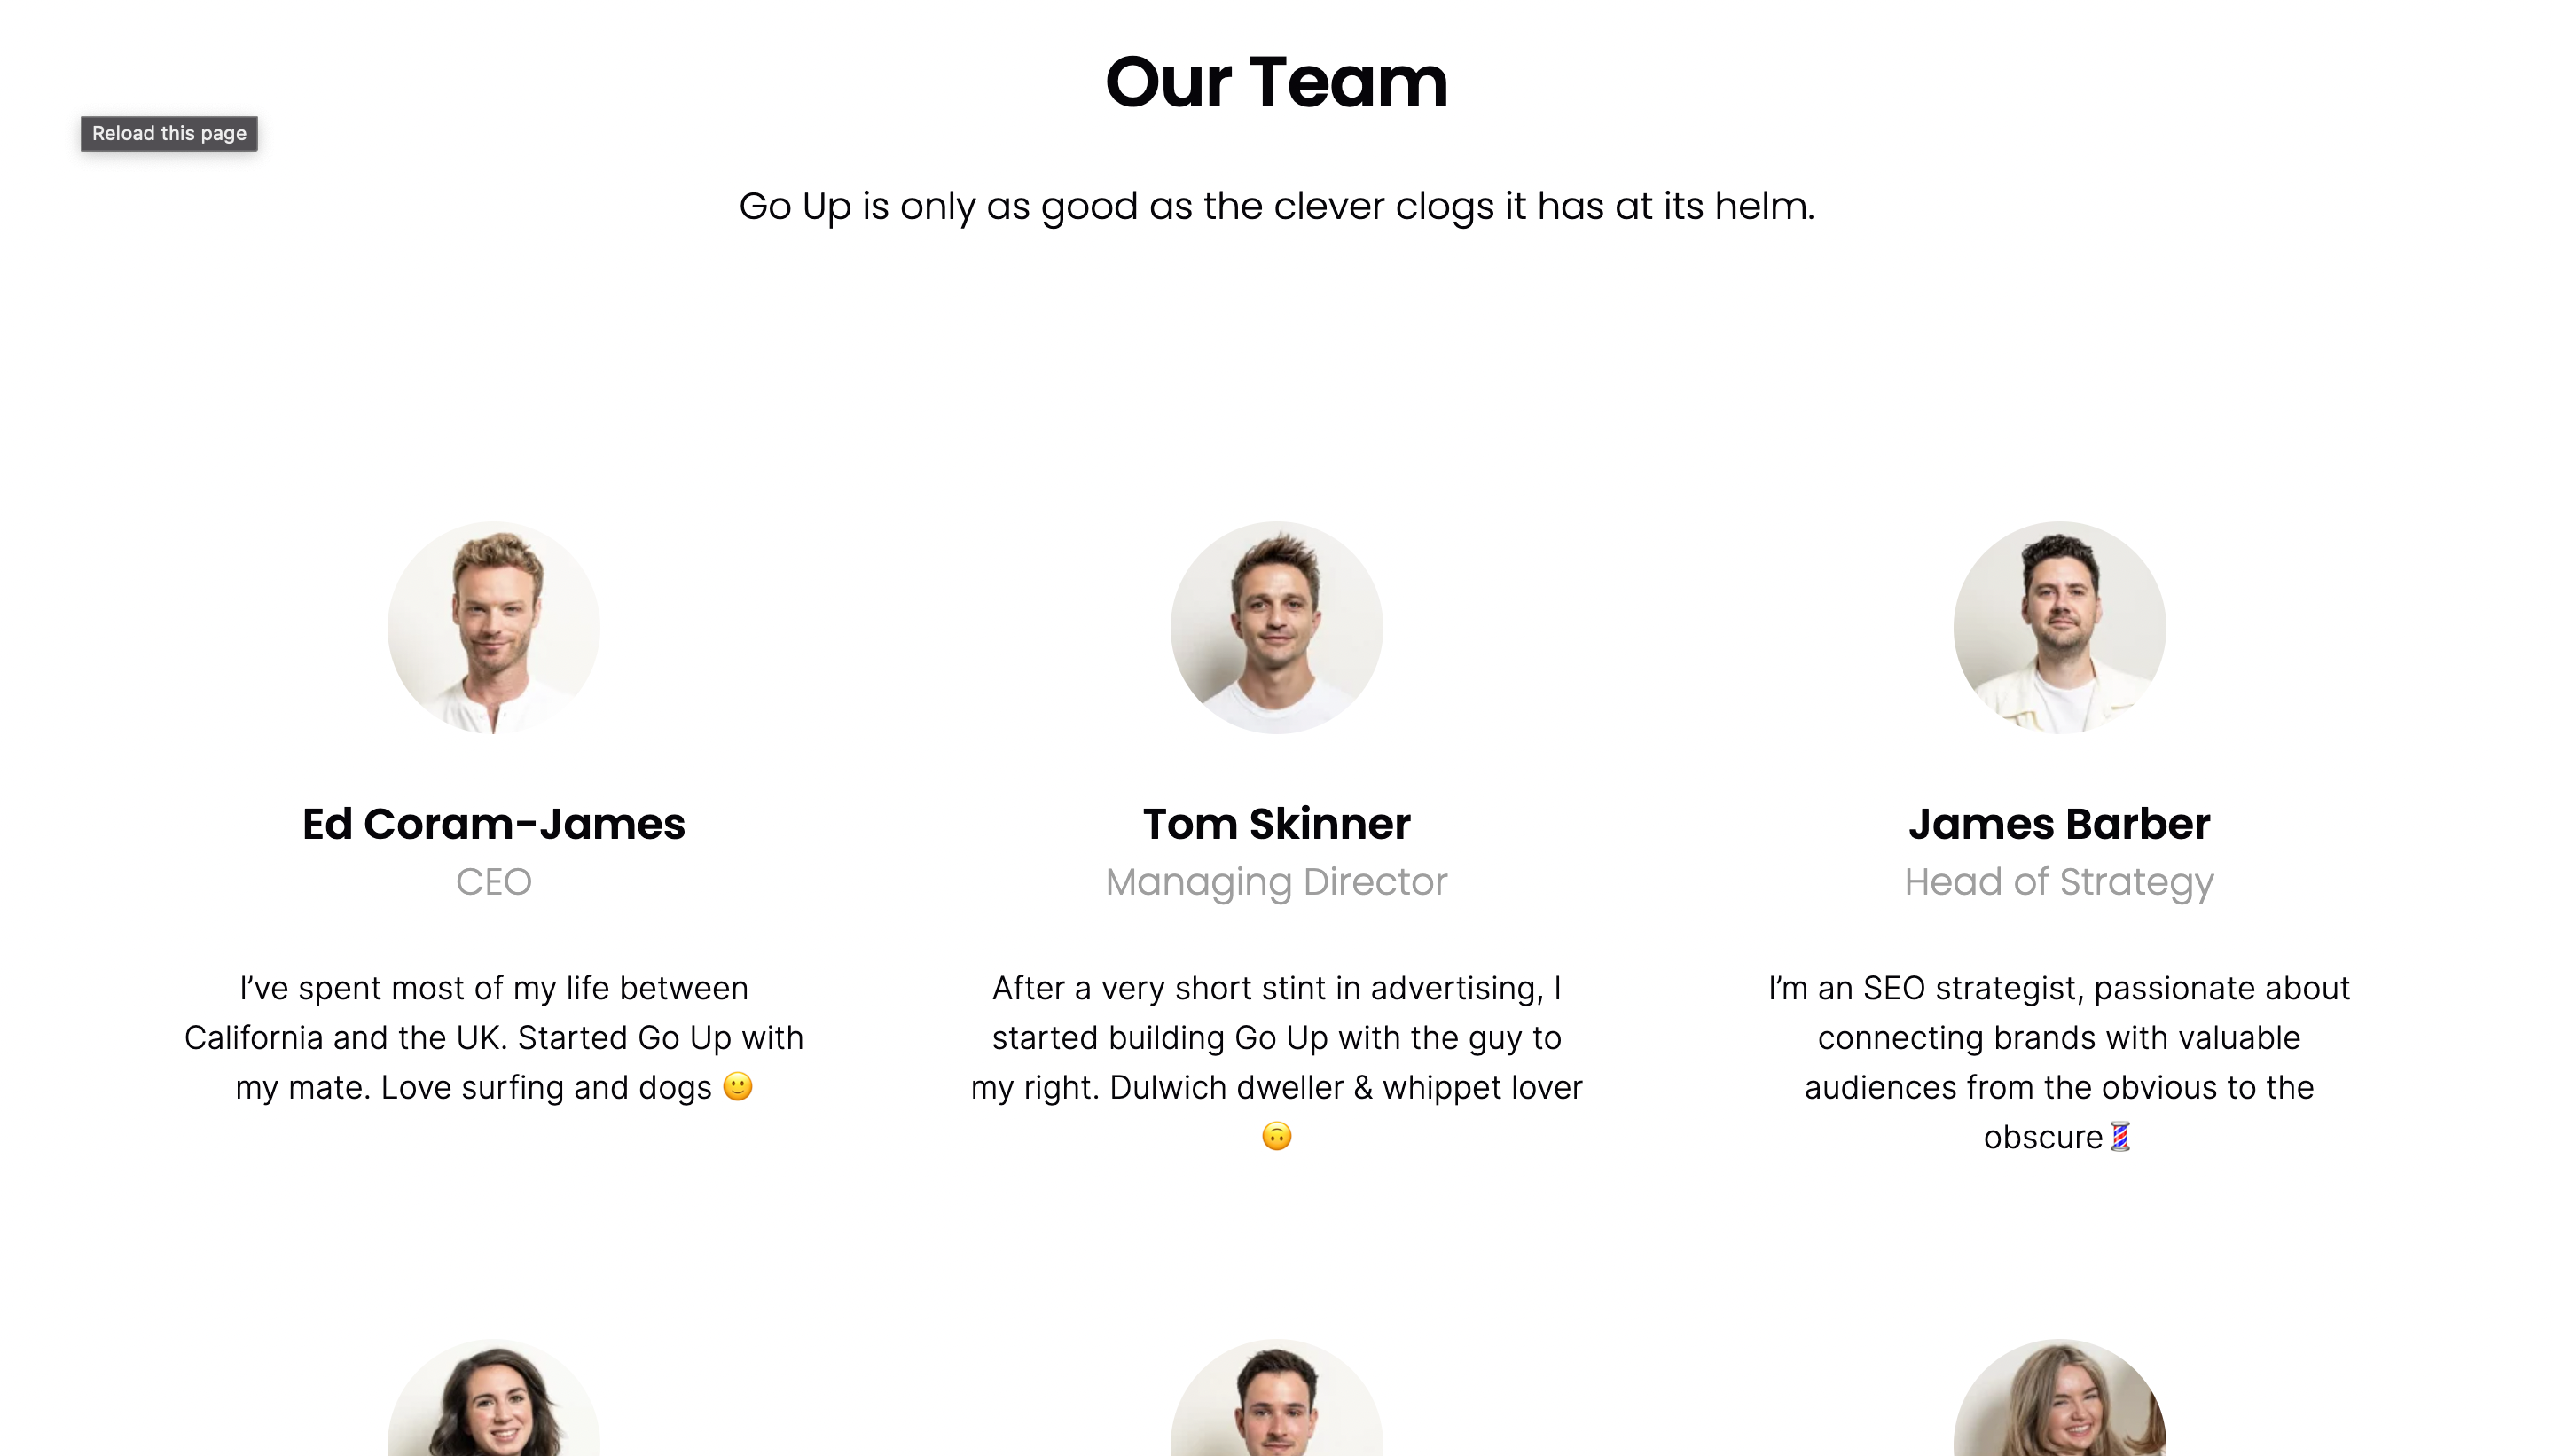 Our Team
Reload this page
Go Up is only as good as the clever clogs it has at its helm.
Ed Coram-James
CEO
I’ve spent most of my life between
California and the UK. Started Go Up with
my mate. Love surfing and dogs 🙂
Tom Skinner
Managing Director
After a very short stint in advertising, I
started building Go Up with the guy to
my right. Dulwich dweller & whippet lover
🙃
James Barber
Head of Strategy
I’m an SEO strategist, passionate about
connecting brands with valuable
audiences from the obvious to the
obscure💈